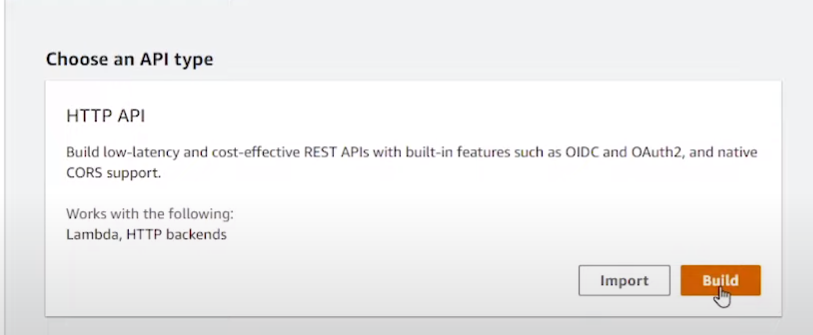 Choose an API type
HTTP API
Build low-latency and cost-effective REST APIs with built-in features such as OIDC and OAuth2, and native
CORS support.
Works with the following:
Lambda, HTTP backends
Import
Build